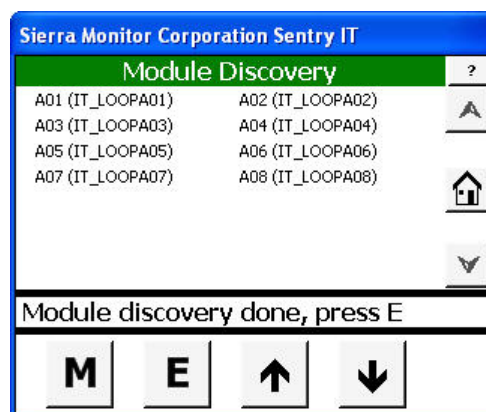 Sierra Monitor Corporation Sentry IT
Module Discovery ?
A01 (IT_LOOPA01) A02 (IT_LOOPA02)
A03 (IT_LOOPA03) A04 (IT_LOOPA04)
A05 (IT_LOOPA05) A06 (IT_LOOPA06)
A07 (IT_LOOPA07) A08 (IT_LOOPA08)
Module discovery done, press E
M E